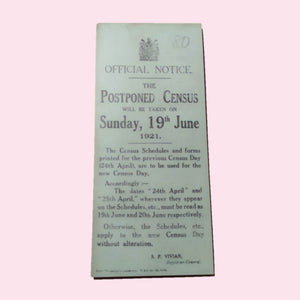 80
OFFICIAL NOTICE.
THE
POSTPONED CENSUS
WILL BE TAKEN ON
Sunday, 19th June
1921.
The Census Schedules and forms
printed for the previous Census Day
(24th April), are to be used for the
new Census Day.
Accordingly:—
The dates "24th April" and
"25th April," wherever they appear
on the Schedules, etc., must be read as
19th June and 20th June respectively.
Otherwise, the Schedules, etc.,
apply to the new Census Day
without alteration.
S. P. VIVIAN,
Registrar-General.